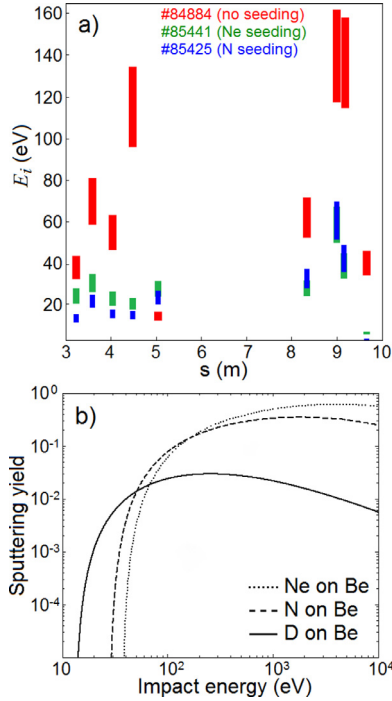 a)
#84884 (no seeding)
#85441 (Ne seeding)
#85425 (N seeding)
E_i (eV)
160
140
120
100
80
60
40
20
3 4 5 6 7 8 9 10
s (m)
b)
Sputtering yield
10^0
10^-1
10^-2
10^-3
10^-4
Ne on Be
N on Be
D on Be
10 10^2 10^3 10^4
Impact energy (eV)